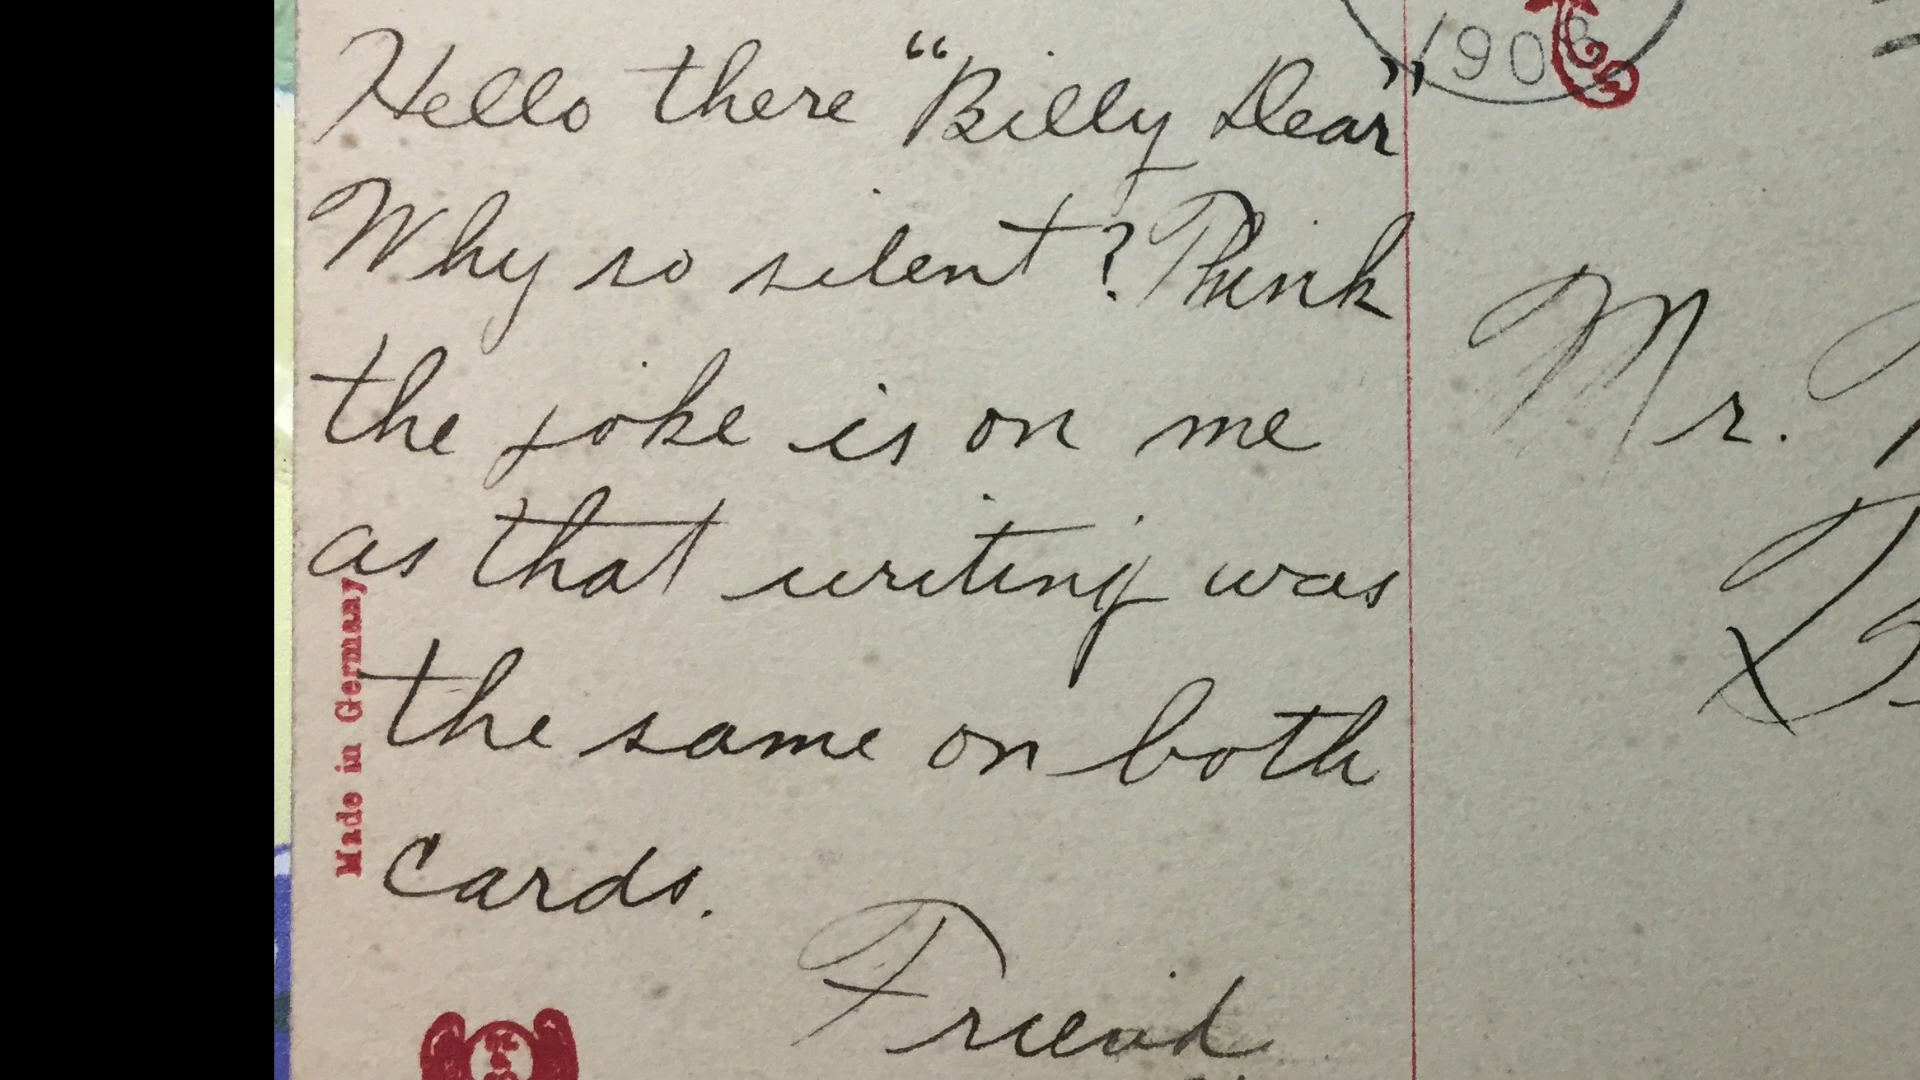 Hello there “Billy Dear”
Why so silent? Think
the joke is on me
as that writing was
the same on both
cards.
Friend
Made in Germany
1908
Mr.